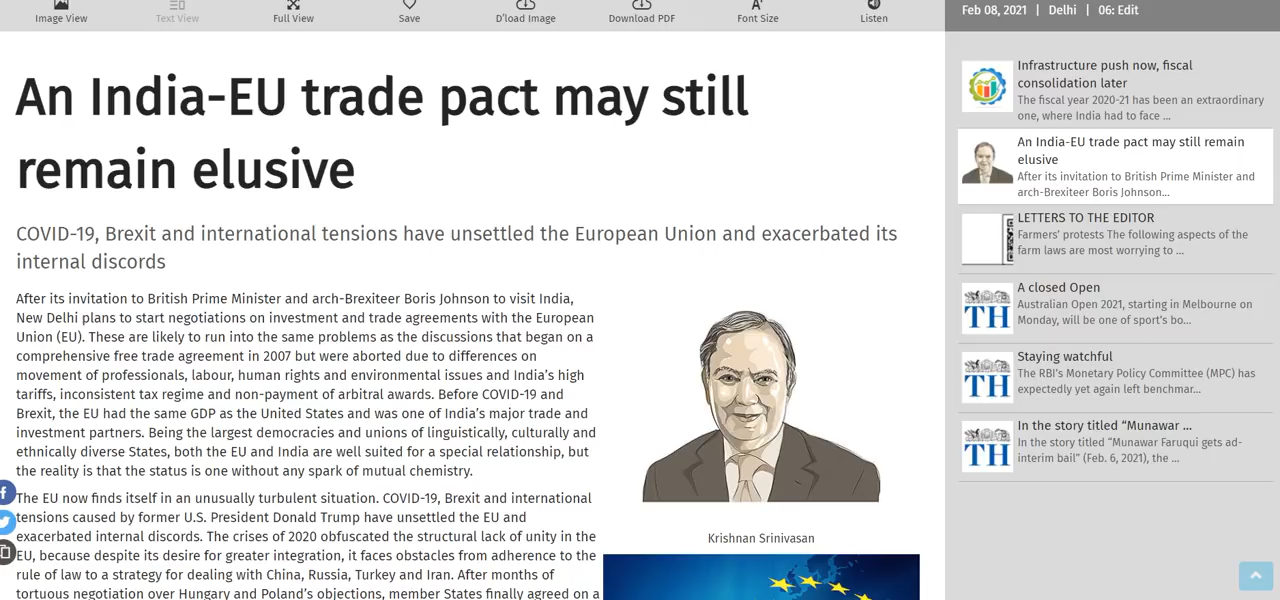 Image View
Text View
Full View
Save
D'load Image
Download PDF
Font Size
Listen
Feb 08, 2021 | Delhi | 06: Edit
An India-EU trade pact may still
remain elusive
COVID-19, Brexit and international tensions have unsettled the European Union and exacerbated its
internal discords
After its invitation to British Prime Minister and arch-Brexiteer Boris Johnson to visit India,
New Delhi plans to start negotiations on investment and trade agreements with the European
Union (EU). These are likely to run into the same problems as the discussions that began on a
comprehensive free trade agreement in 2007 but were aborted due to differences on
movement of professionals, labour, human rights and environmental issues and India's high
tariffs, inconsistent tax regime and non-payment of arbitral awards. Before COVID-19 and
Brexit, the EU had the same GDP as the United States and was one of India's major trade and
investment partners. Being the largest democracies and unions of linguistically, culturally and
ethnically diverse States, both the EU and India are well suited for a special relationship, but
the reality is that the status is one without any spark of mutual chemistry.
The EU now finds itself in an unusually turbulent situation. COVID-19, Brexit and international
tensions caused by former U.S. President Donald Trump have unsettled the EU and
exacerbated internal discords. The crises of 2020 obfuscated the structural lack of unity in the
EU, because despite its desire for greater integration, it faces obstacles from adherence to the
rule of law to a strategy for dealing with China, Russia, Turkey and Iran. After months of
tortuous negotiation over Hungary and Poland's objections, member States finally agreed on a
Krishnan Srinivasan
Infrastructure push now, fiscal
consolidation later
The fiscal year 2020-21 has been an extraordinary
one, where India had to face ...
An India-EU trade pact may still remain
elusive
After its invitation to British Prime Minister and
arch-Brexiteer Boris Johnson...
LETTERS TO THE EDITOR
Farmers' protests The following aspects of the
farm laws are most worrying to ...
TH
A closed Open
Australian Open 2021, starting in Melbourne on
Monday, will be one of sport's bo...
TH
Staying watchful
The RBI's Monetary Policy Committee (MPC) has
expectedly yet again left benchmar...
TH
In the story titled "Munawar ...
In the story titled "Munawar Faruqui gets ad-
interim bail" (Feb. 6, 2021), the ...